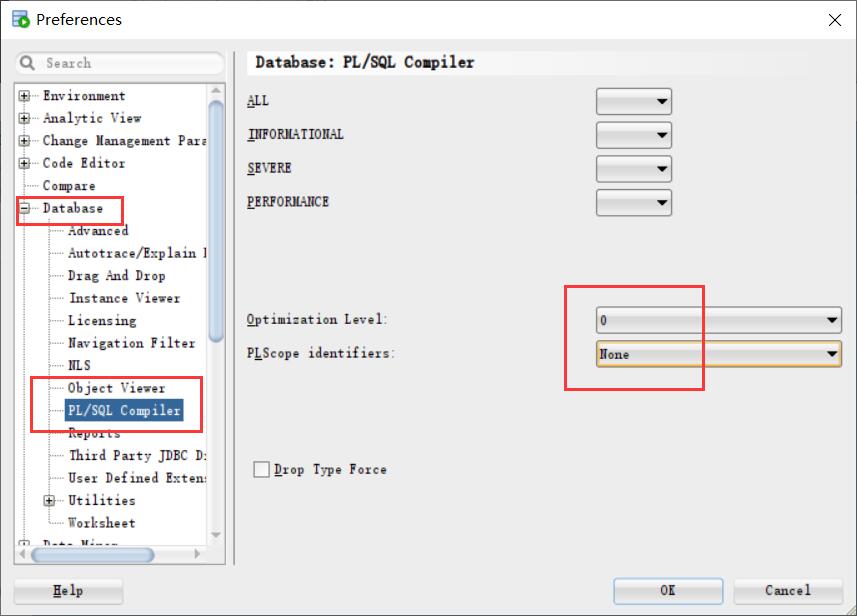 Preferences
Search
Environment
Analytic View
Change Management Para
Code Editor
Compare
Database
Advanced
Autotrace/Explain
Drag And Drop
Instance Viewer
Licensing
Navigation Filter
NLS
Object Viewer
PL/SQL Compiler
Reports
Third Party JDBC
User Defined Exten
Utilities
Worksheet
Data Miner
Database: PL/SQL Compiler
ALL
INFORMATIONAL
SEVERE
PERFORMANCE
Optimization Level:
0
PLScope identifiers:
None
Drop Type Force
Help
OK
Cancel